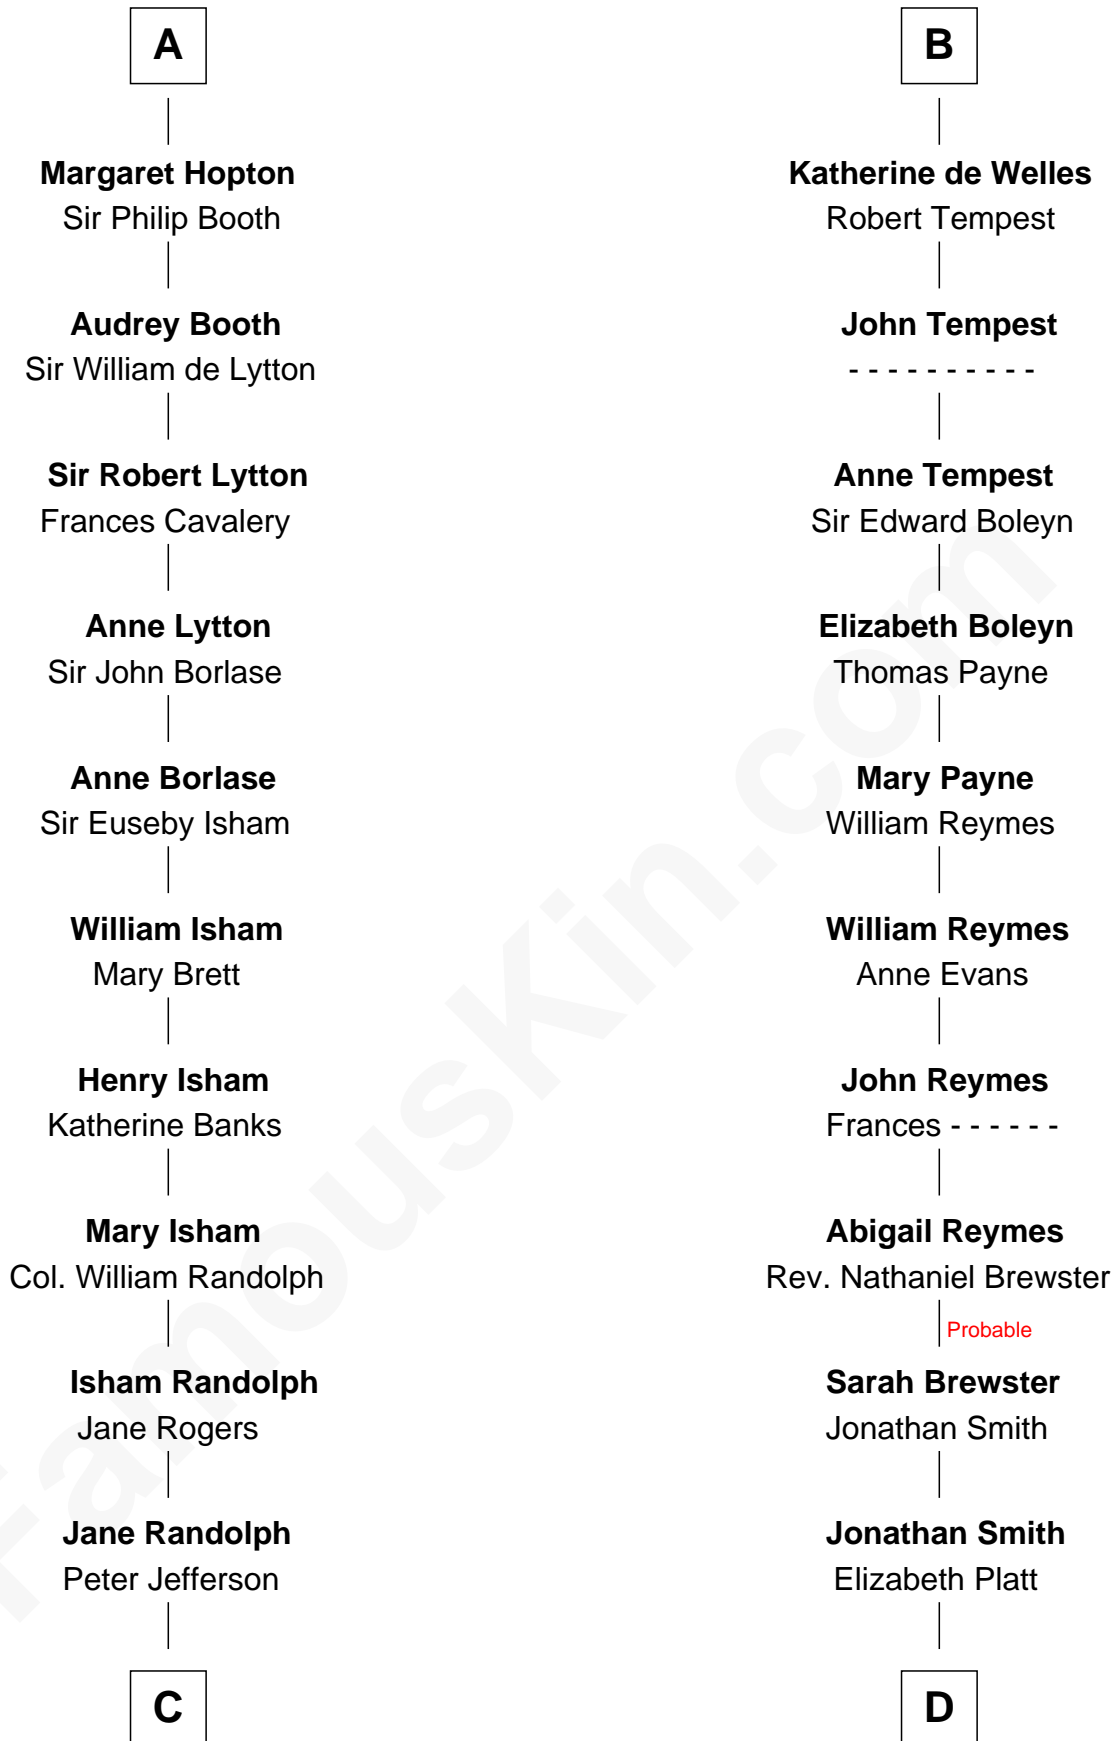 A
Margaret Hopton
Sir Philip Booth
Audrey Booth
Sir William de Lytton
Sir Robert Lytton
Frances Cavalery
Anne Lytton
Sir John Borlase
Anne Borlase
Sir Euseby Isham
William Isham
Mary Brett
Henry Isham
Katherine Banks
Mary Isham
Col. William Randolph
Isham Randolph
Jane Rogers
Jane Randolph
Peter Jefferson
C
B
Katherine de Welles
Robert Tempest
John Tempest
- - - - - - - - - -
Anne Tempest
Sir Edward Boleyn
Elizabeth Boleyn
Thomas Payne
Mary Payne
William Reymes
William Reymes
Anne Evans
John Reymes
Frances - - - - - -
Abigail Reymes
Rev. Nathaniel Brewster
Probable
Sarah Brewster
Jonathan Smith
Jonathan Smith
Elizabeth Platt
D
FamousKin.com